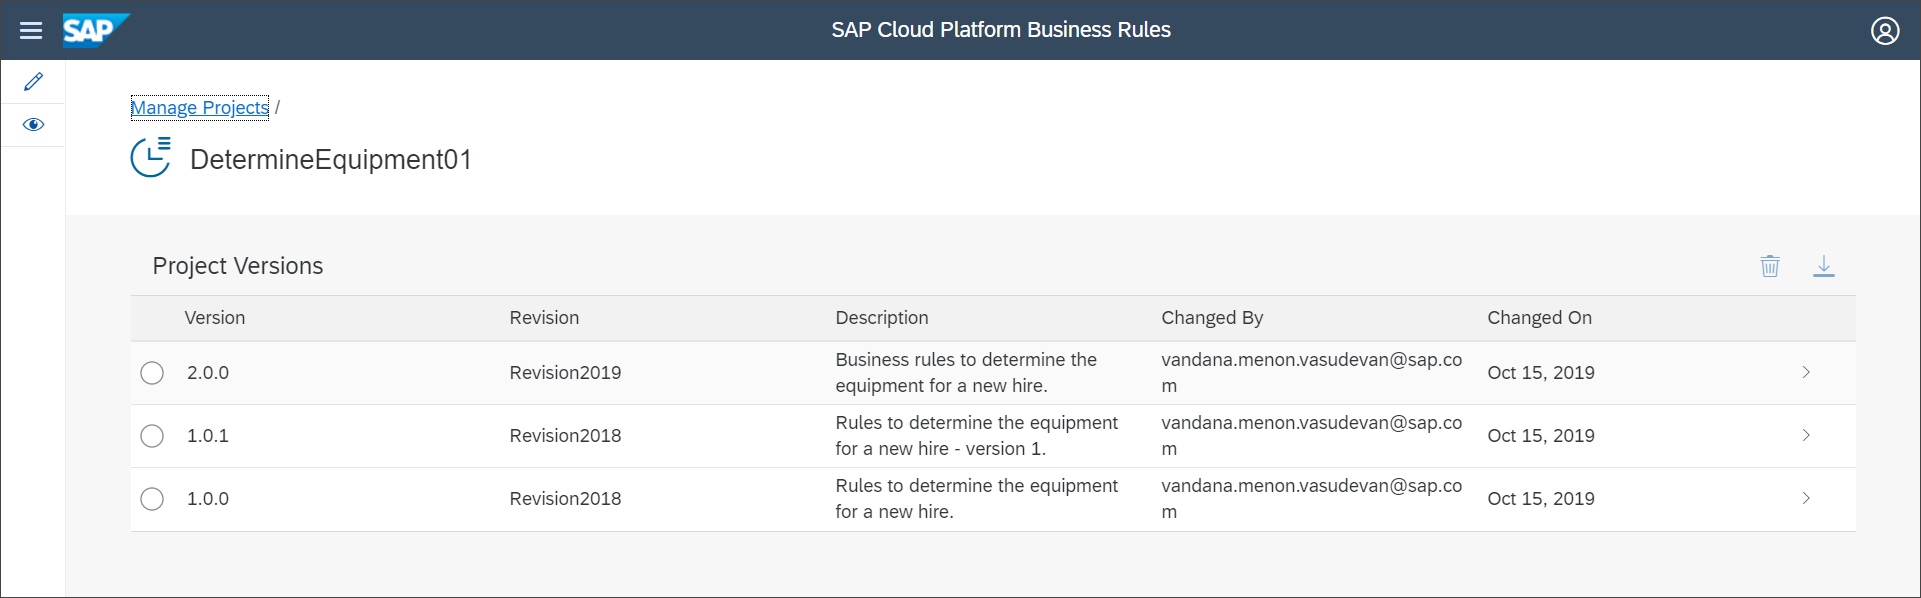 SAP
SAP Cloud Platform Business Rules
Manage Projects /
DetermineEquipment01
Project Versions
Version Revision Description Changed By Changed On
2.0.0 Revision2019 Business rules to determine the vandana.menon.vasudevan@sap.co Oct 15, 2019
equipment for a new hire. m
1.0.1 Revision2018 Rules to determine the equipment vandana.menon.vasudevan@sap.co Oct 15, 2019
for a new hire - version 1. m
1.0.0 Revision2018 Rules to determine the equipment vandana.menon.vasudevan@sap.co Oct 15, 2019
for a new hire. m